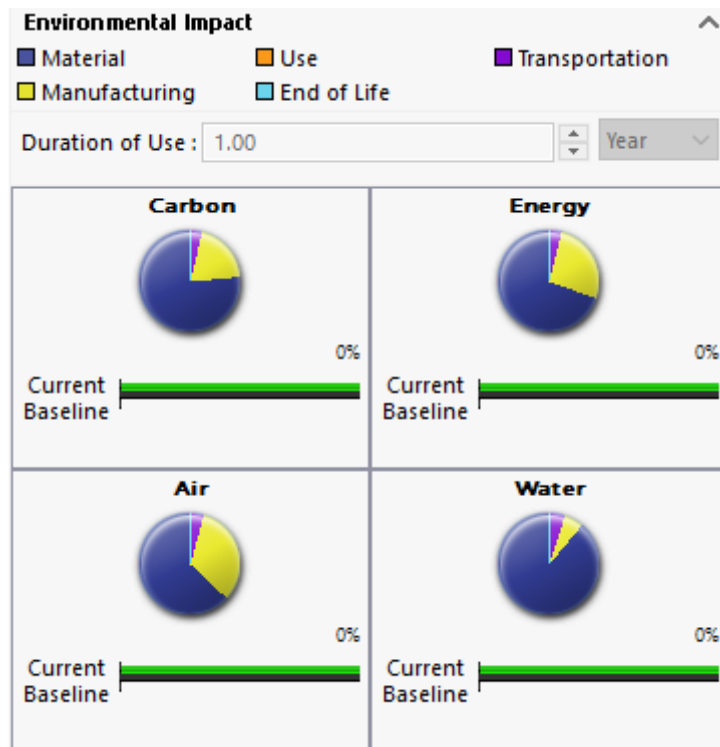 Environmental Impact
Material Use Transportation
Manufacturing End of Life
Duration of Use : 1.00 Year
Carbon Energy
0% 0%
Current Current
Baseline Baseline
Air Water
0% 0%
Current Current
Baseline Baseline